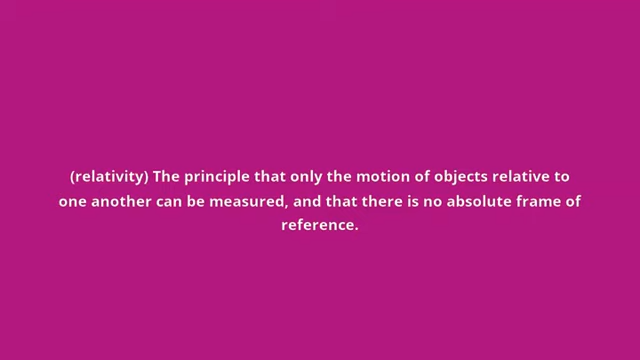 (relativity) The principle that only the motion of objects relative to
one another can be measured, and that there is no absolute frame of
reference.